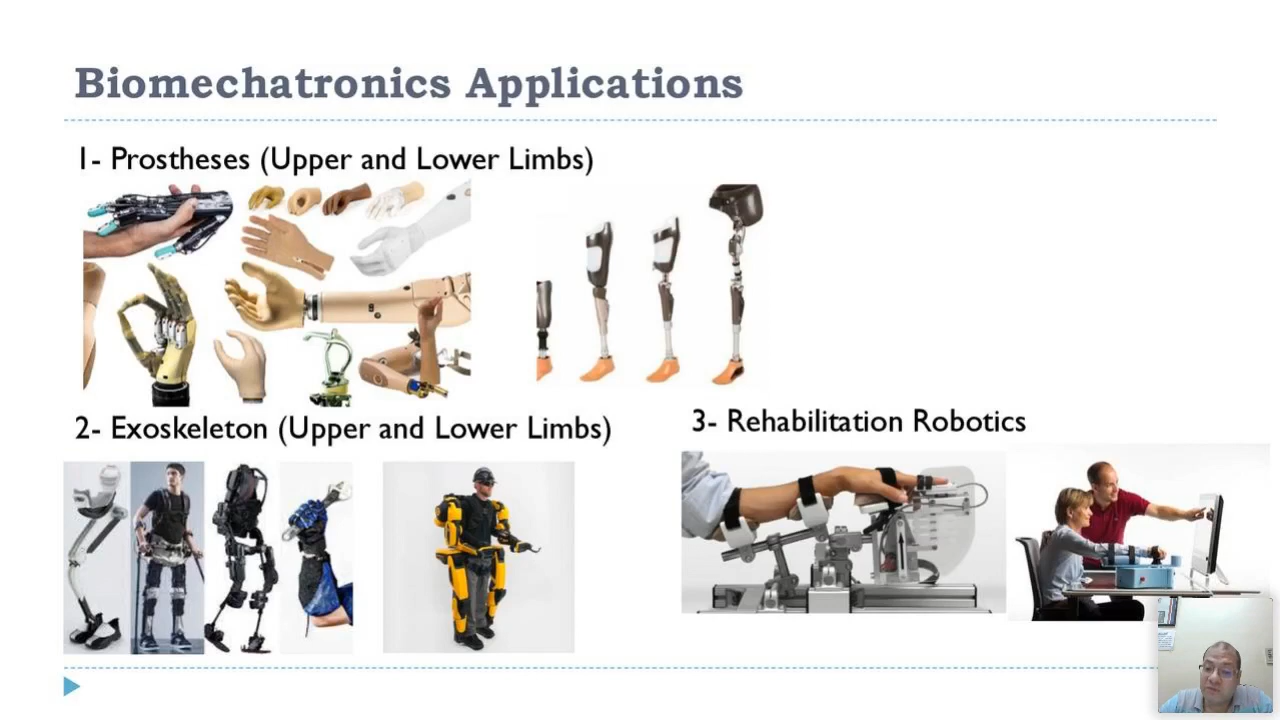 Biomechatronics Applications
1- Prostheses (Upper and Lower Limbs)
2- Exoskeleton (Upper and Lower Limbs)
3- Rehabilitation Robotics